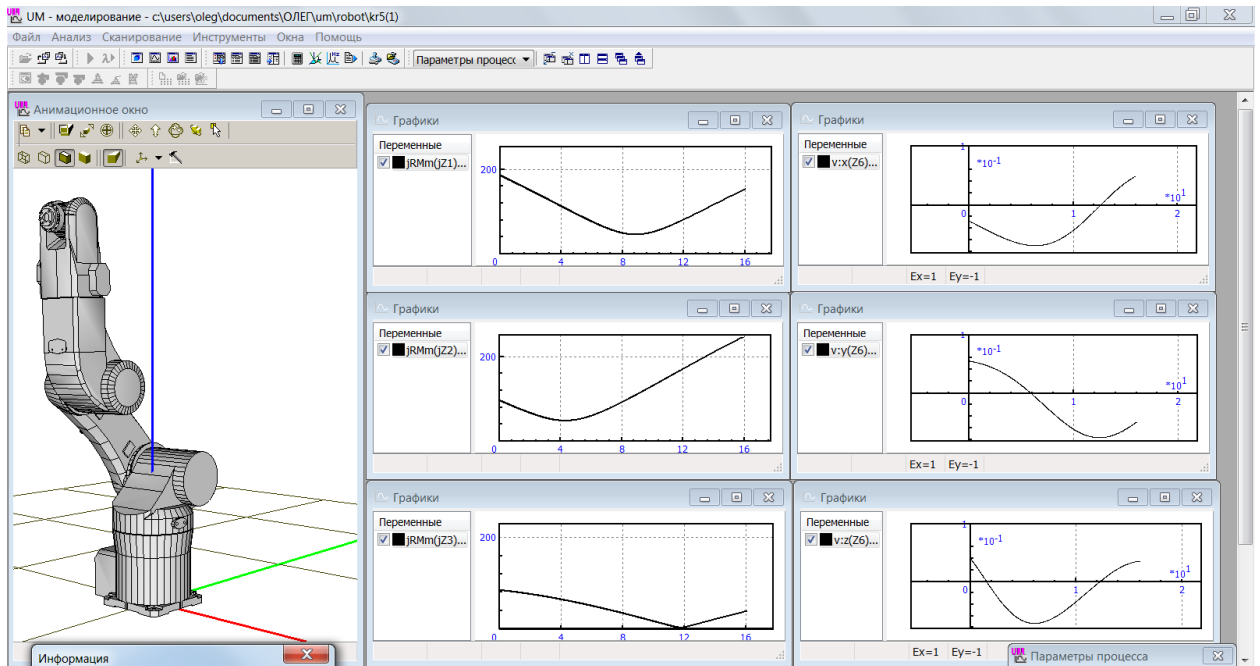 UM - моделирование - c:\users\oleg\documents\ОЛЕГ\um\robot\kr5(1)
Файл Анализ Сканирование Инструменты Окна Помощь
Параметры процесс
Анимационное окно
Графики
Переменные
jRMm(jZ1)...
200
0 4 8 12 16
Графики
Переменные
v:x(Z6)...
1
*10-1
*101
0 1 2
Ex=1 Ey=-1
Графики
Переменные
jRMm(jZ2)...
200
0 4 8 12 16
Графики
Переменные
v:y(Z6)...
1
*10-1
*101
0 1 2
Ex=1 Ey=-1
Графики
Переменные
jRMm(jZ3)...
200
0 4 8 12 16
Графики
Переменные
v:z(Z6)...
1
*10-1
*101
0 1 2
Ex=1 Ey=-1
Информация
Параметры процесса